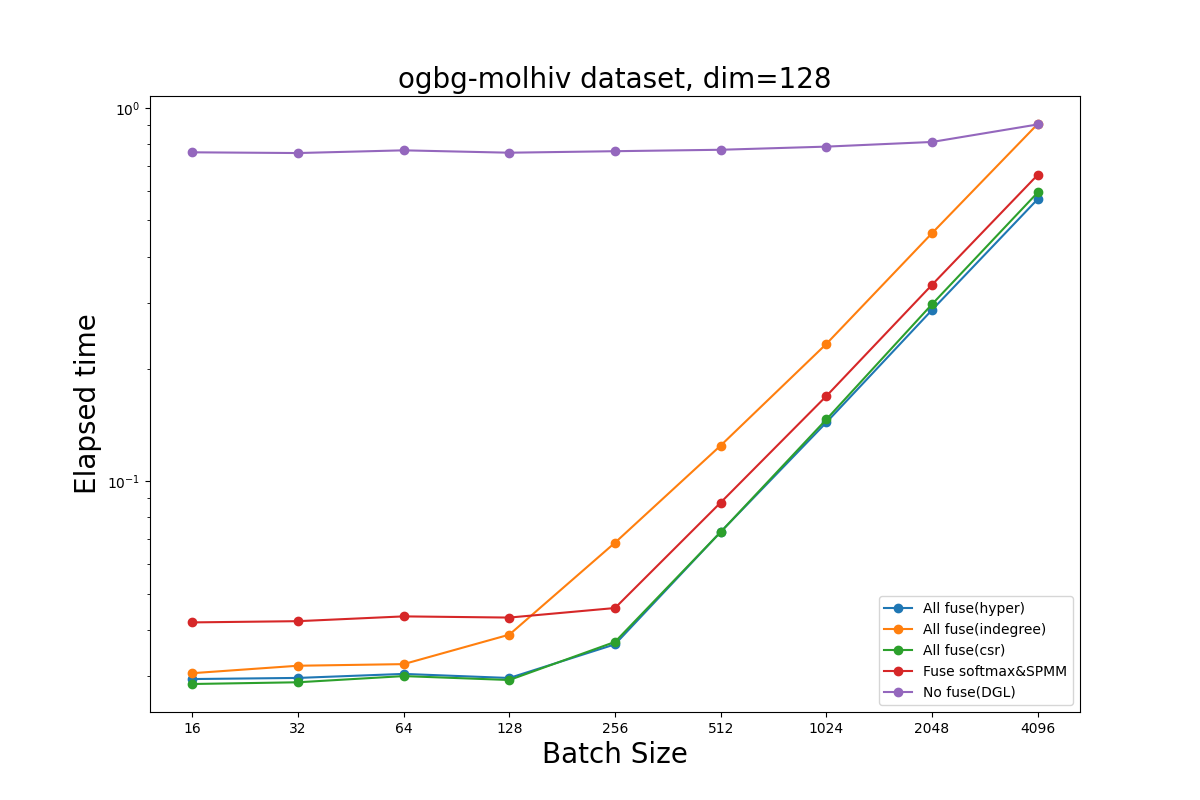 ogbg-molhiv dataset, dim=128
Elapsed time
10⁰
10⁻¹
16 32 64 128 256 512 1024 2048 4096
Batch Size
All fuse(hyper)
All fuse(indegree)
All fuse(csr)
Fuse softmax&SPMM
No fuse(DGL)